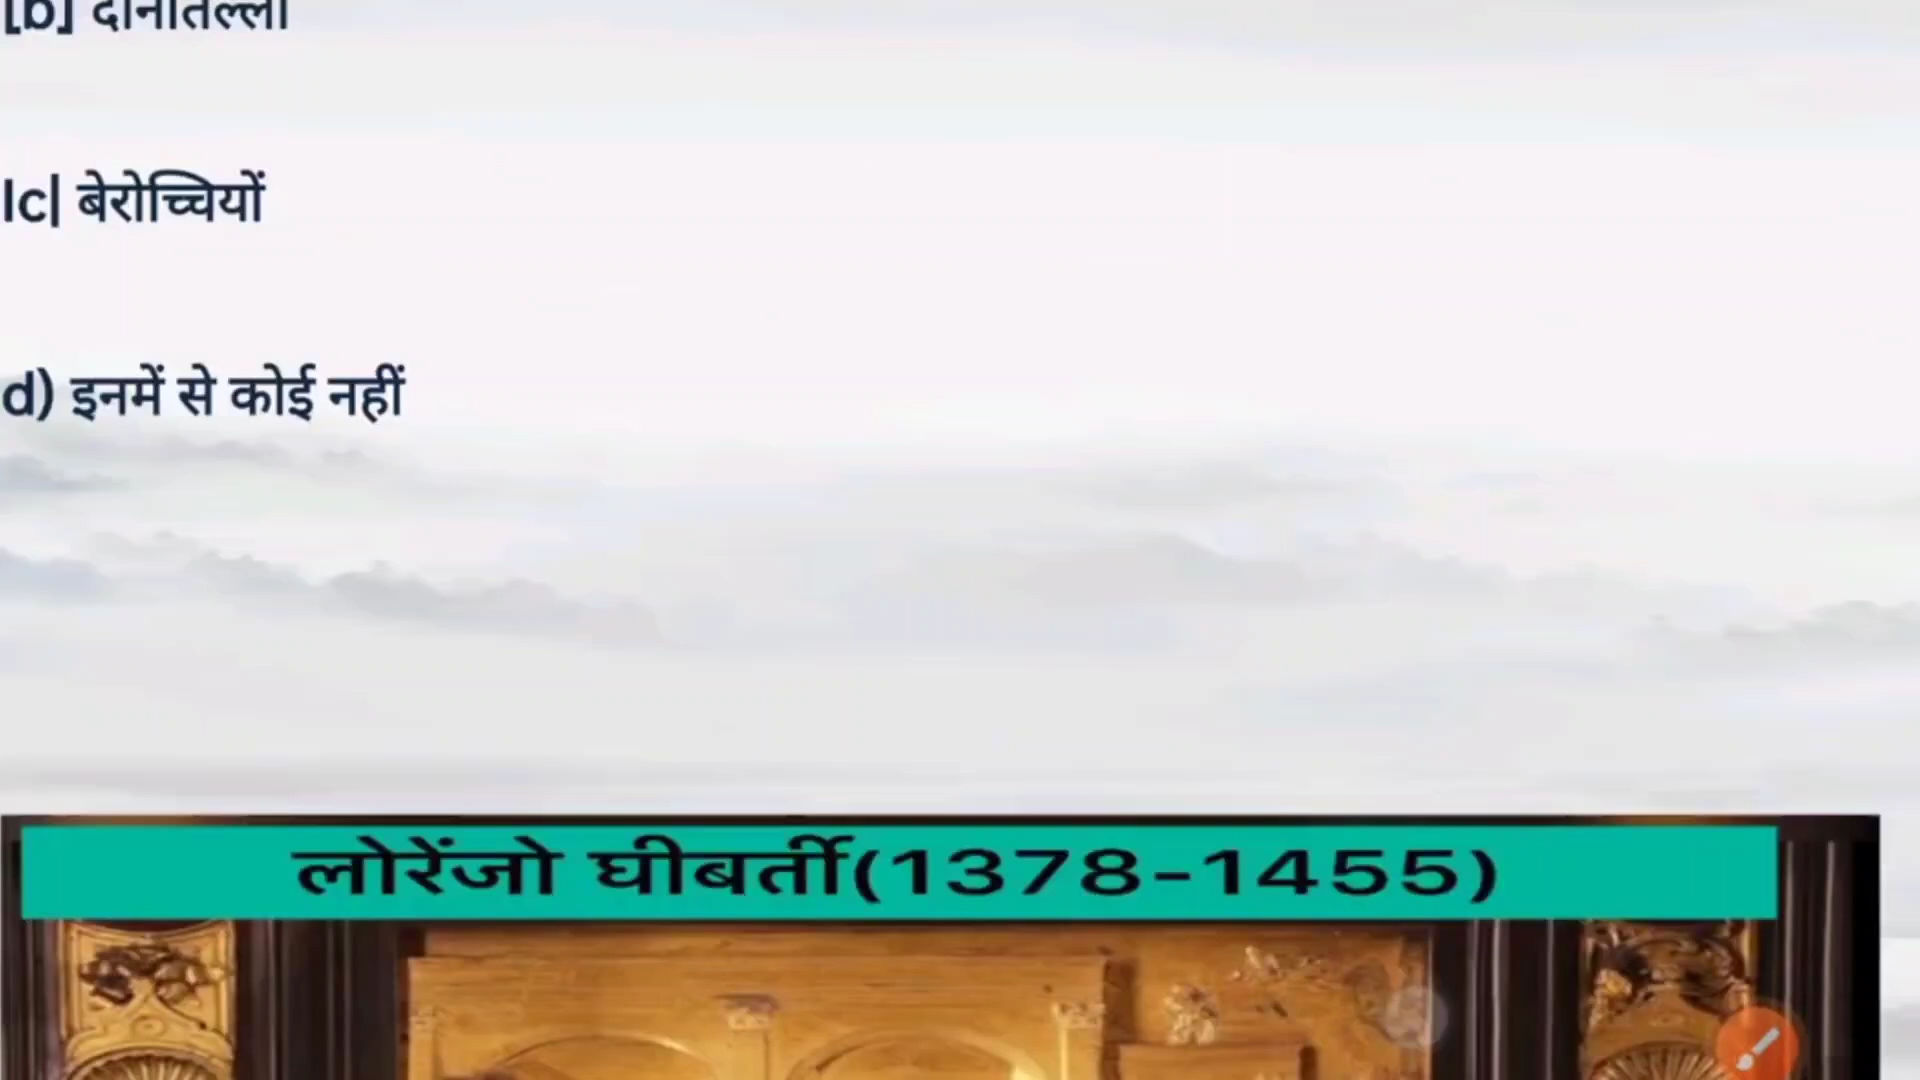 [b] दोनातेल्लो
|c| बेरोच्चियों
d) इनमें से कोई नहीं
लोरेंजो घीबर्ती(1378-1455)